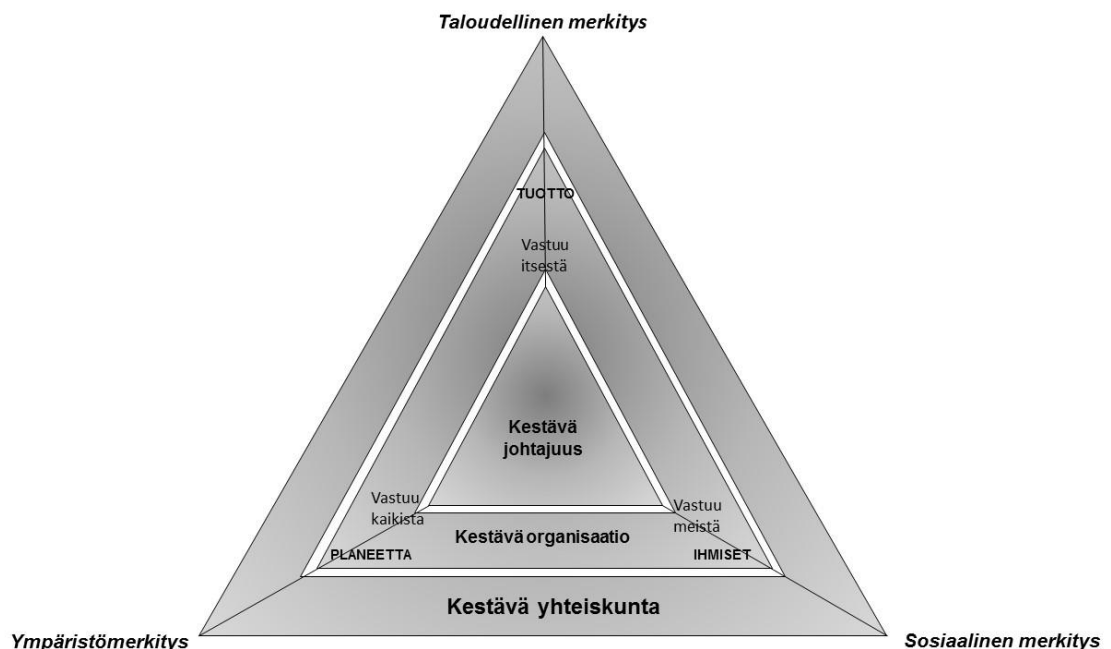 Taloudellinen merkitys
TUOTTO
Vastuu
itsestä
Kestävä
johtajuus
Vastuu
kaikista
Vastuu
meistä
Kestävä organisaatio
PLANEETTA
IHMISET
Kestävä yhteiskunta
Ympäristömerkitys
Sosiaalinen merkitys